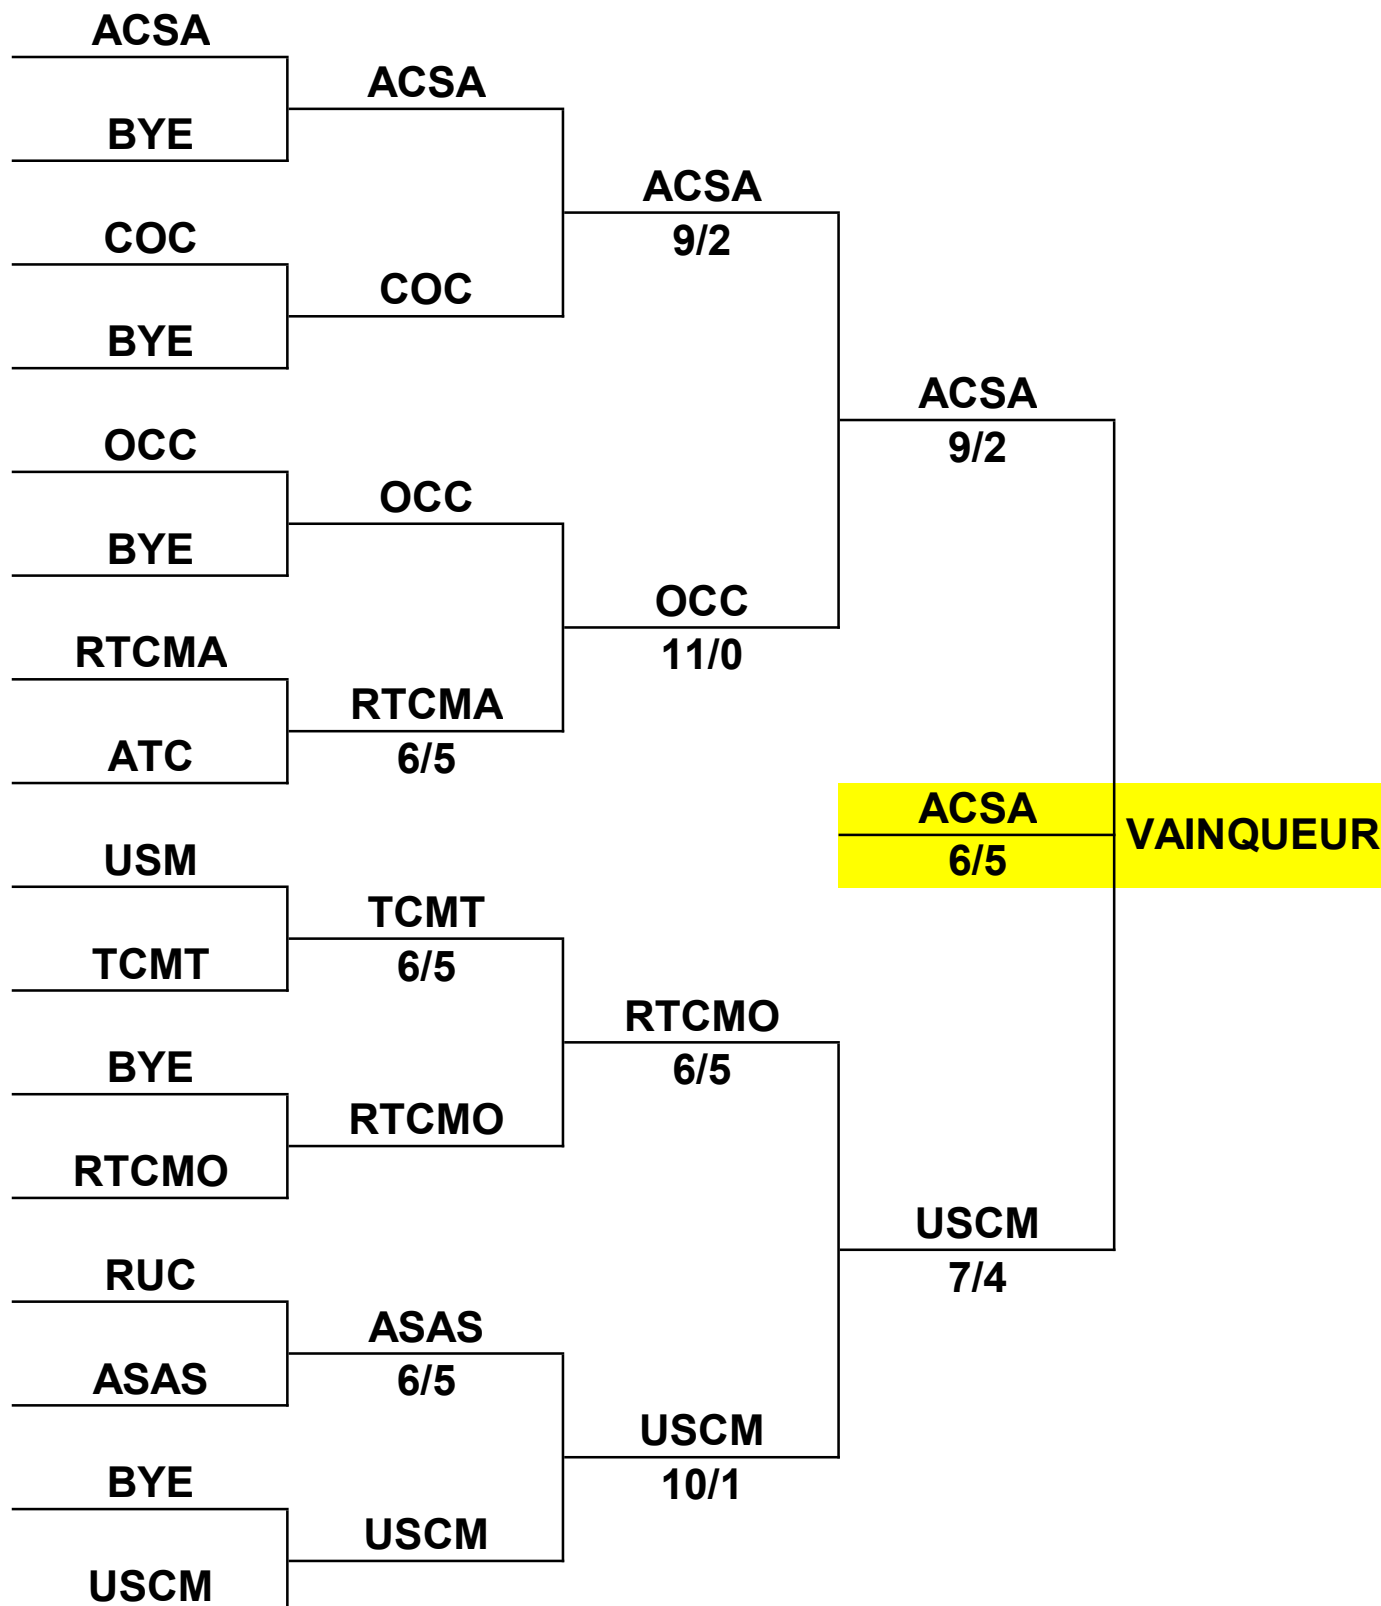 ACSA
BYE
COC
BYE
OCC
BYE
RTCMA
ATC
USM
TCMT
BYE
RTCMO
RUC
ASAS
BYE
USCM
ACSA
COC
OCC
RTCMA
6/5
TCMT
6/5
RTCMO
ASAS
6/5
USCM
ACSA
9/2
OCC
11/0
RTCMO
6/5
USCM
10/1
ACSA
9/2
USCM
7/4
ACSA
6/5
VAINQUEUR